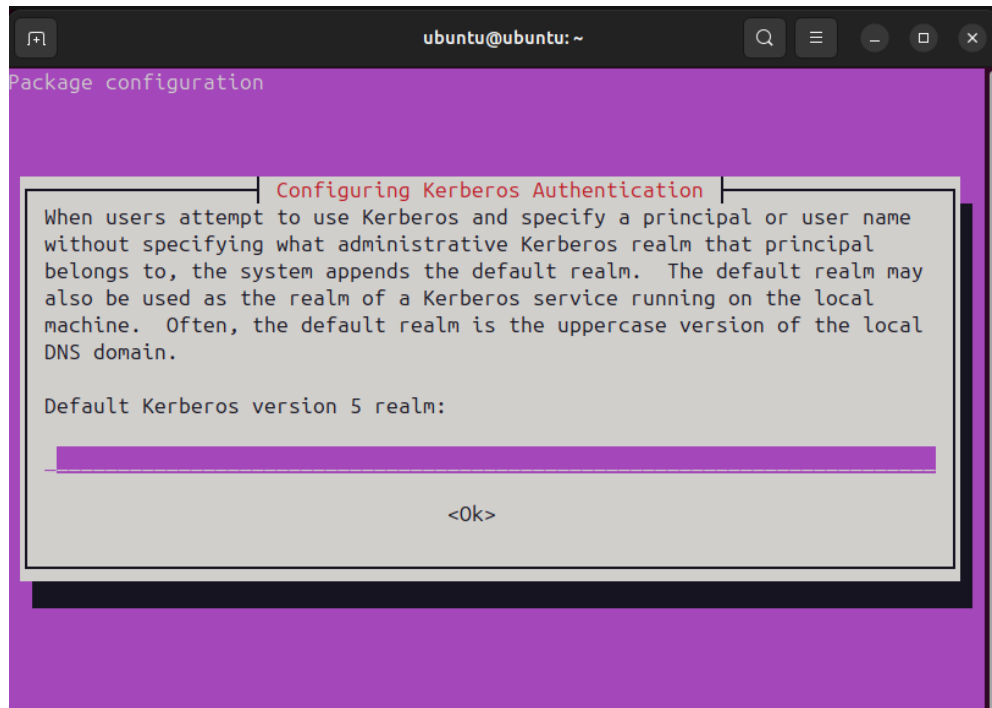 ubuntu@ubuntu: ~
Package configuration
Configuring Kerberos Authentication
When users attempt to use Kerberos and specify a principal or user name
without specifying what administrative Kerberos realm that principal
belongs to, the system appends the default realm.  The default realm may
also be used as the realm of a Kerberos service running on the local
machine.  Often, the default realm is the uppercase version of the local
DNS domain.
Default Kerberos version 5 realm:
<Ok>